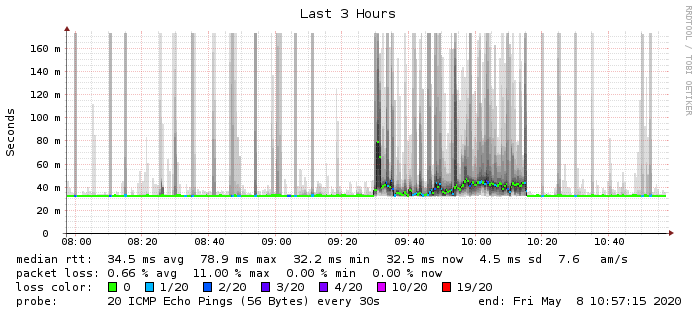 Last 3 Hours
RRDTOOL / TOBI OETIKER
Seconds
160 m
140 m
120 m
100 m
80 m
60 m
40 m
20 m
0
08:00 08:20 08:40 09:00 09:20 09:40 10:00 10:20 10:40
median rtt: 34.5 ms avg 78.9 ms max 32.2 ms min 32.5 ms now 4.5 ms sd 7.6 am/s
packet loss: 0.66 % avg 11.00 % max 0.00 % min 0.00 % now
loss color: 0 1/20 2/20 3/20 4/20 10/20 19/20
probe: 20 ICMP Echo Pings (56 Bytes) every 30s end: Fri May 8 10:57:15 2020